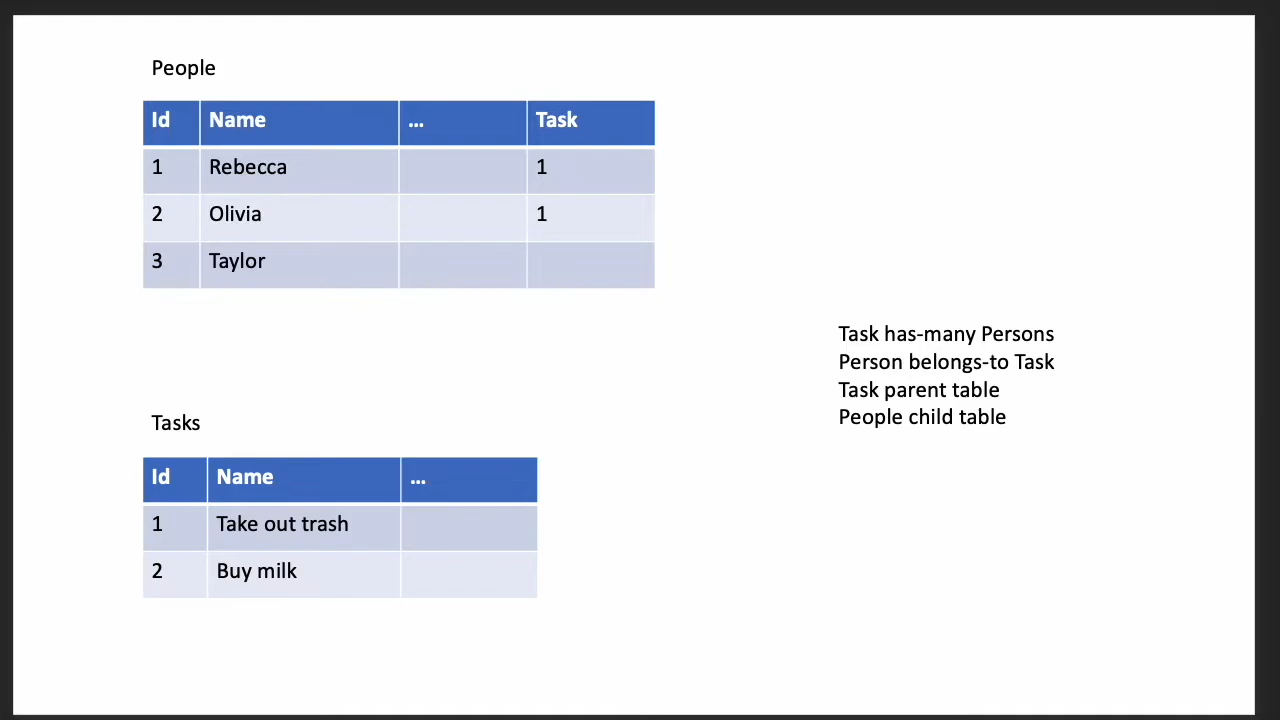 People
Id Name ... Task
1 Rebecca 1
2 Olivia 1
3 Taylor
Task has-many Persons
Person belongs-to Task
Task parent table
People child table
Tasks
Id Name ...
1 Take out trash
2 Buy milk